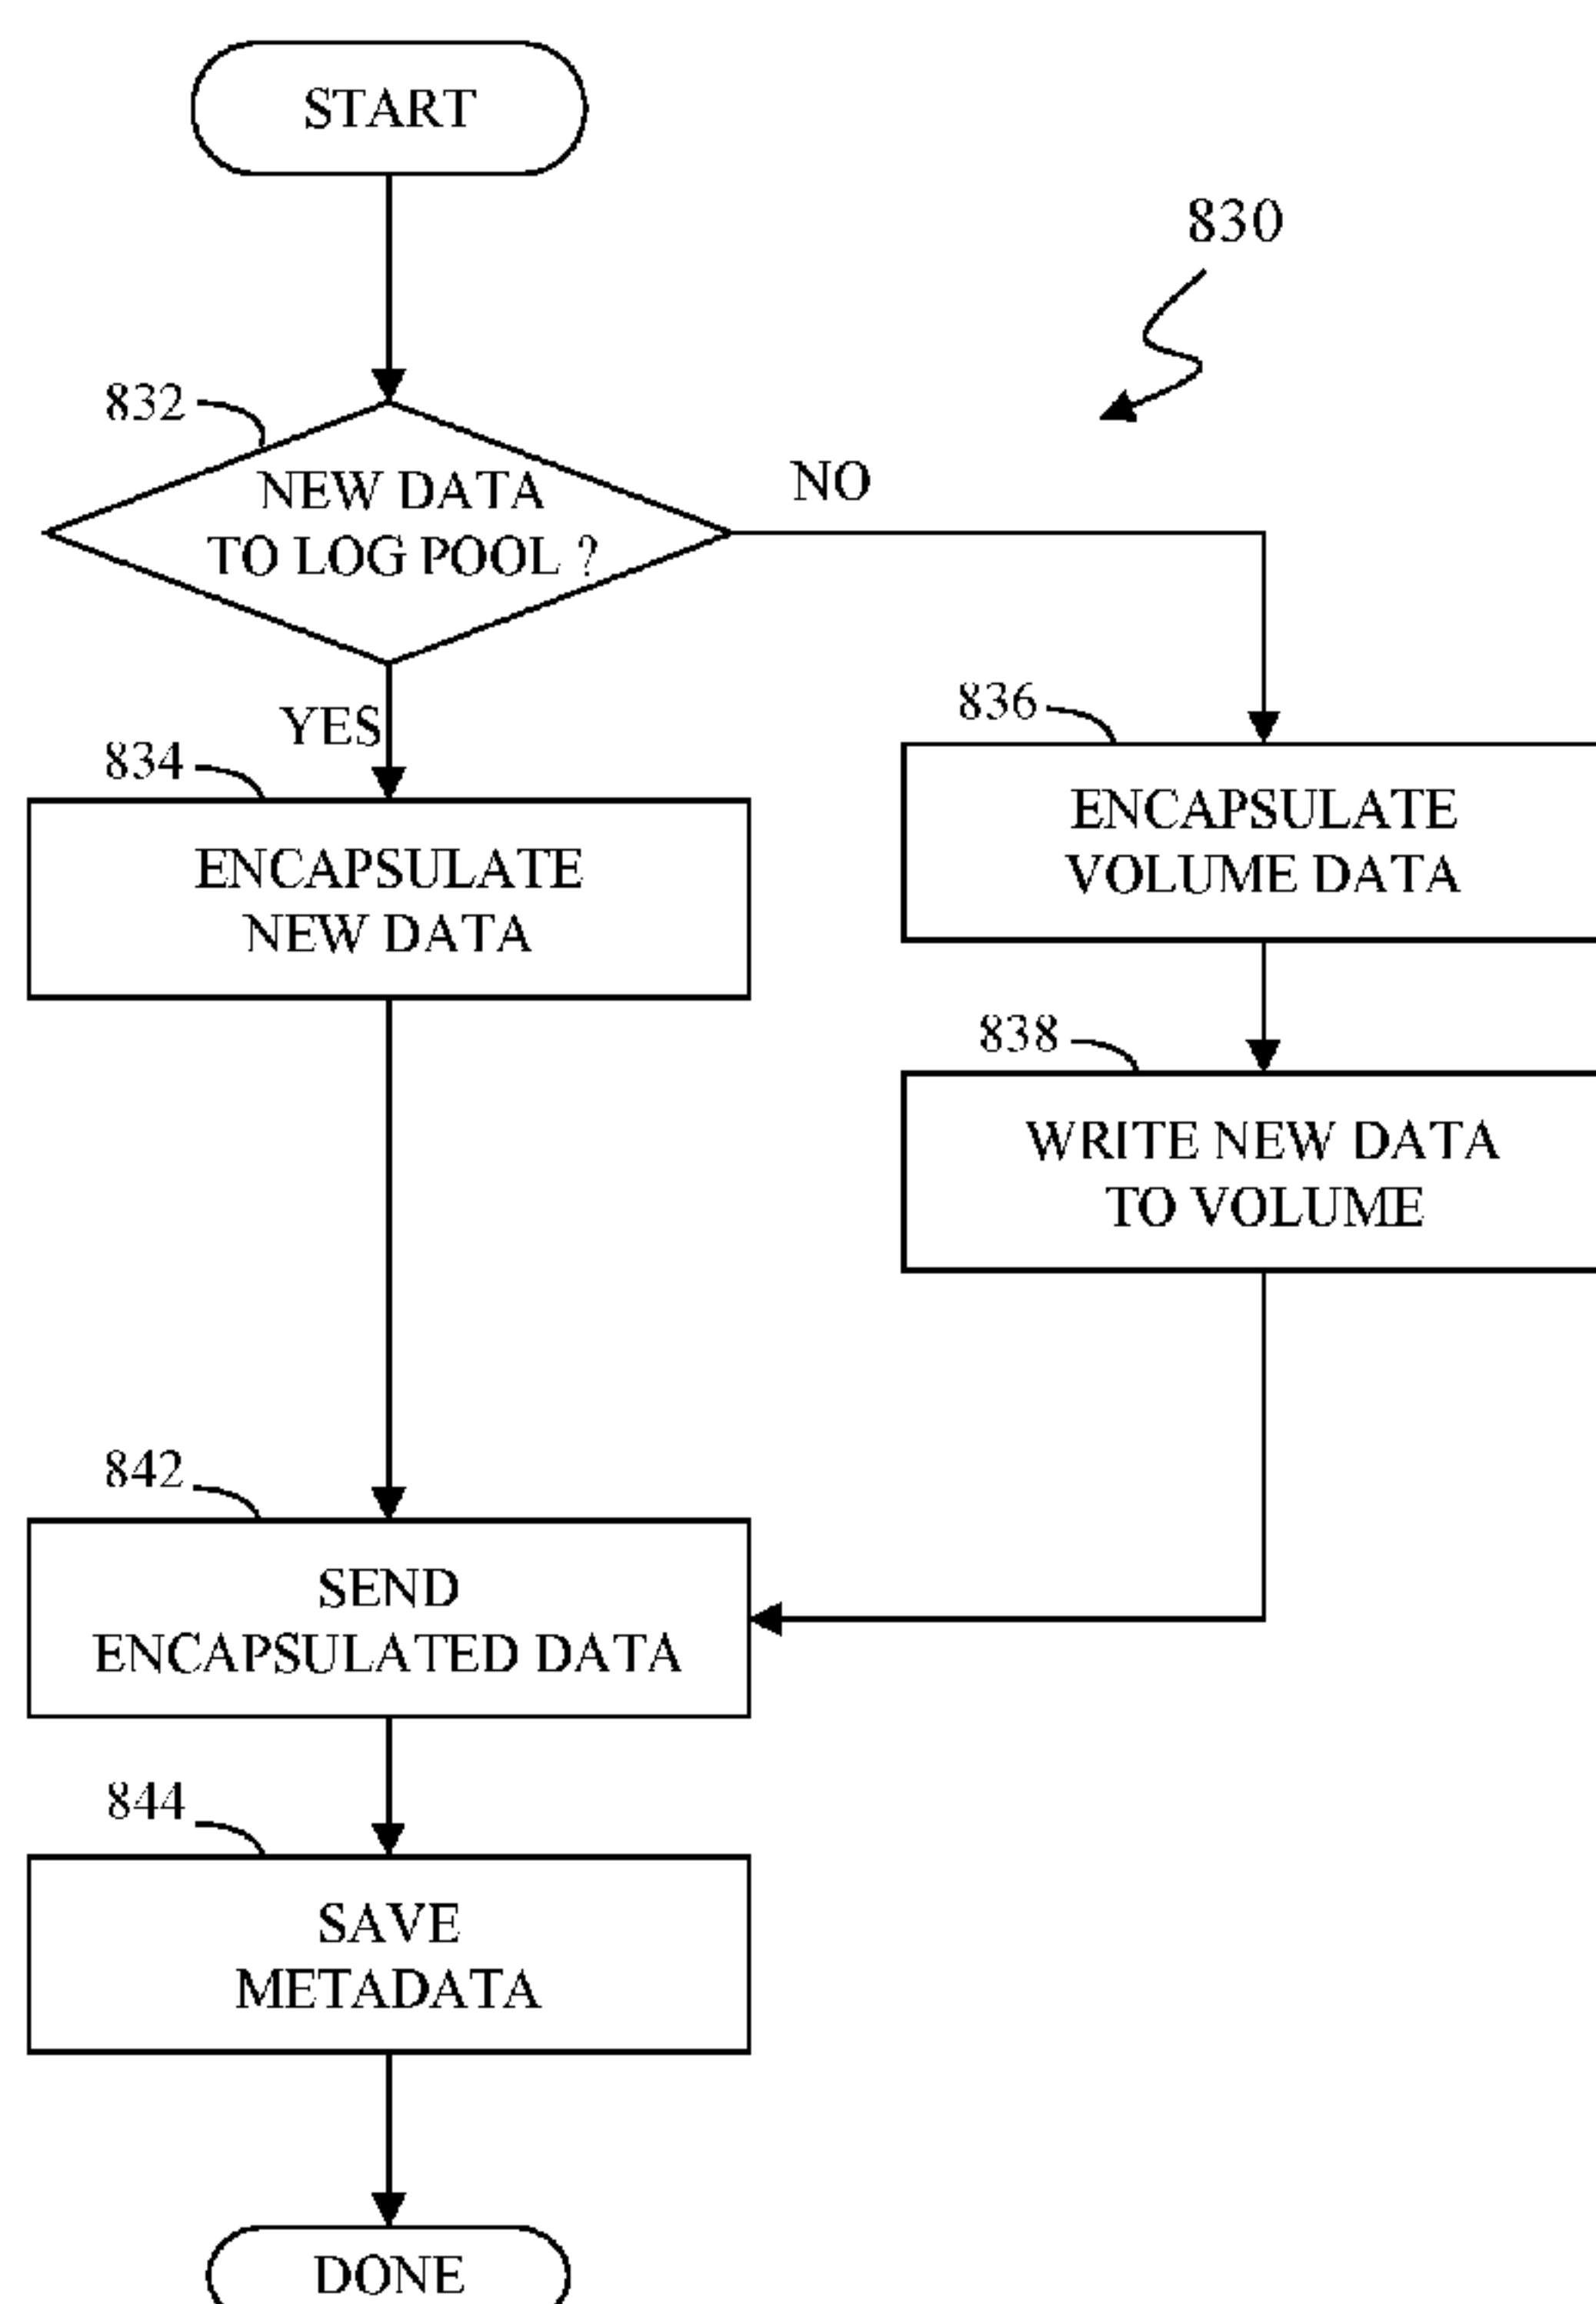 START
830
832
NEW DATA
TO LOG POOL ?
NO
YES
834
ENCAPSULATE
NEW DATA
836
ENCAPSULATE
VOLUME DATA
838
WRITE NEW DATA
TO VOLUME
842
SEND
ENCAPSULATED DATA
844
SAVE
METADATA
DONE